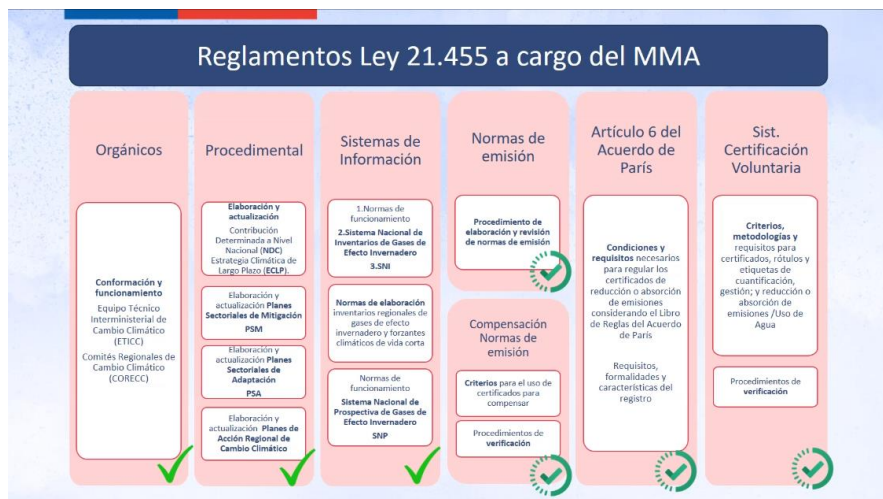 Reglamentos Ley 21.455 a cargo del MMA
Orgánicos
Conformación y
funcionamiento
Equipo Técnico
Interministerial de
Cambio Climático
(ETICC)
Comités Regionales de
Cambio Climático
(CORECC)
Procedimental
Elaboración y
actualización
Contribución
Determinada a Nivel
Nacional (NDC)
Estrategia Climática de
Largo Plazo (ECLP).
Elaboración y
actualización Planes
Sectoriales de Mitigación
PSM
Elaboración y
actualización Planes
Sectoriales de
Adaptación
PSA
Elaboración y
actualización Planes de
Acción Regional de
Cambio Climático
Sistemas de
Información
1.Normas de
funcionamiento
2.Sistema Nacional de
Inventarios de Gases de
Efecto Invernadero
3.SNI
Normas de elaboración
inventarios regionales de
gases de efecto
invernadero y forzantes
climáticos de vida corta
Normas de
funcionamiento
Sistema Nacional de
Prospectiva de Gases de
Efecto Invernadero
SNP
Normas de
emisión
Procedimiento de
elaboración y revisión
de normas de emisión
Compensación
Normas de
emisión
Criterios para el uso de
certificados para
compensar
Procedimientos de
verificación
Artículo 6 del
Acuerdo de
París
Condiciones y
requisitos necesarios
para regular los
certificados de
reducción o absorción
de emisiones
considerando el Libro
de Reglas del Acuerdo
de París
Requisitos,
formalidades y
características del
registro
Sist.
Certificación
Voluntaria
Criterios,
metodologías y
requisitos para
certificados, rótulos y
etiquetas de
cuantificación,
gestión; y reducción o
absorción de
emisiones /Uso de
Agua
Procedimientos de
verificación